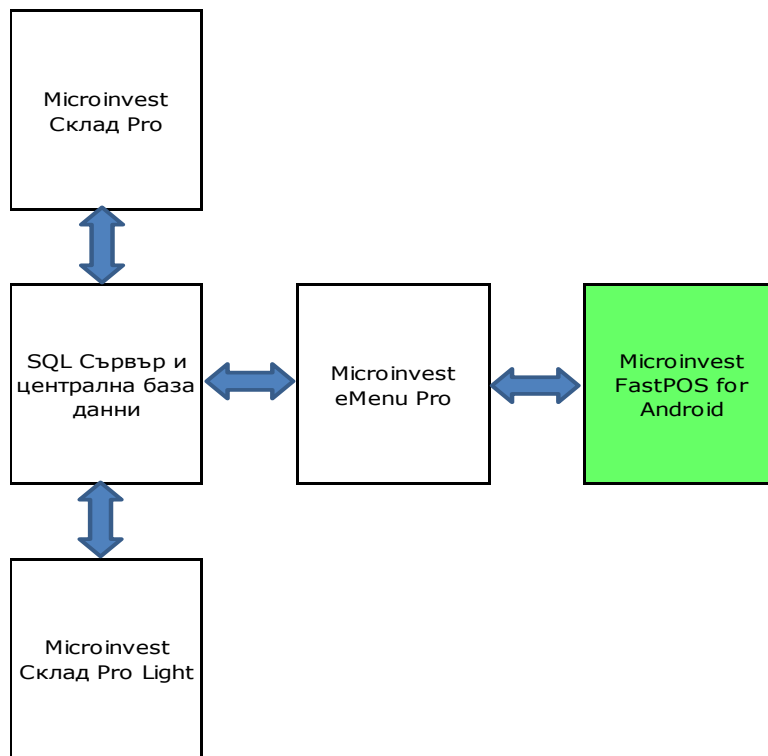 Microinvest
Склад Pro
SQL Сървър и
централна база
данни
Microinvest
eMenu Pro
Microinvest
FastPOS for
Android
Microinvest
Склад Pro Light